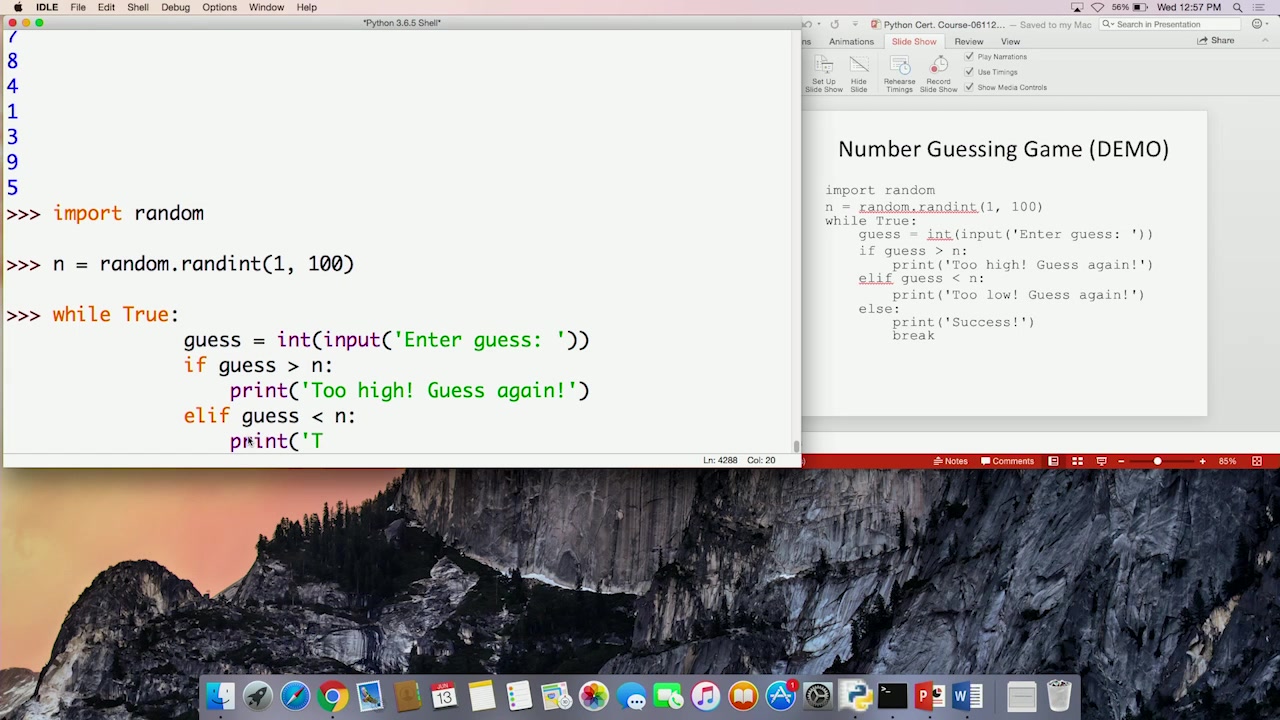 IDLE File Edit Shell Debug Options Window Help
56% Wed 12:57 PM
*Python 3.6.5 Shell*
7
8
4
1
3
9
5
>>> import random
>>> n = random.randint(1, 100)
>>> while True:
guess = int(input('Enter guess: '))
if guess > n:
print('Too high! Guess again!')
elif guess < n:
print('T
Ln: 4288 Col: 20
Python Cert. Course-06112... — Saved to my Mac
Search in Presentation
ns Animations Slide Show Review View
Share
Set Up Slide Show
Hide Slide
Rehearse Timings
Record Slide Show
Play Narrations
Use Timings
Show Media Controls
Number Guessing Game (DEMO)
import random
n = random.randint(1, 100)
while True:
guess = int(input('Enter guess: '))
if guess > n:
print('Too high! Guess again!')
elif guess < n:
print('Too low! Guess again!')
else:
print('Success!')
break
Notes Comments
85%
JUN
13
1